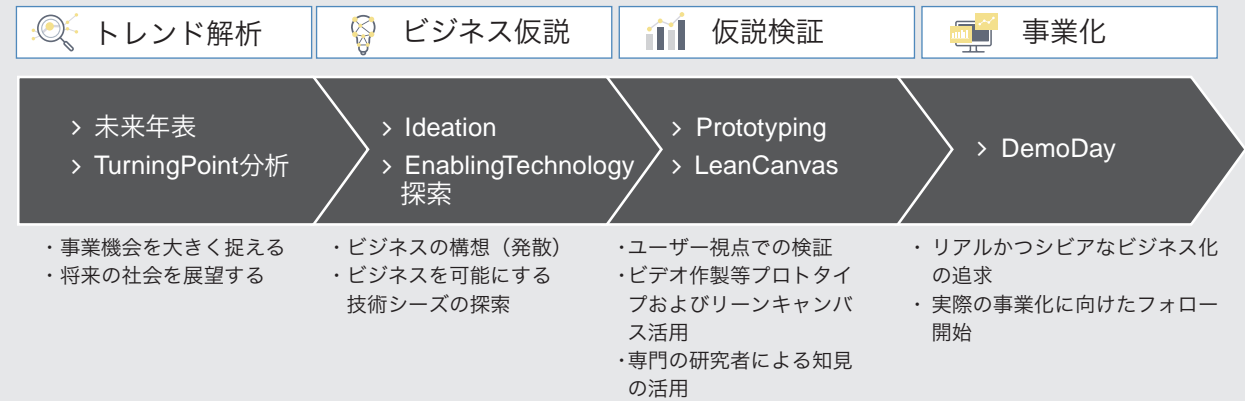 トレンド解析
ビジネス仮説
仮説検証
事業化
> 未来年表
> TurningPoint分析
> Ideation
> EnablingTechnology
探索
> Prototyping
> LeanCanvas
> DemoDay
・事業機会を大きく捉える
・将来の社会を展望する
・ビジネスの構想（発散）
・ビジネスを可能にする
技術シーズの探索
・ユーザー視点での検証
・ビデオ作製等プロトタイ
プおよびリーンキャンバ
ス活用
・専門の研究者による知見
の活用
・ リアルかつシビアなビジネス化
の追求
・ 実際の事業化に向けたフォロー
開始